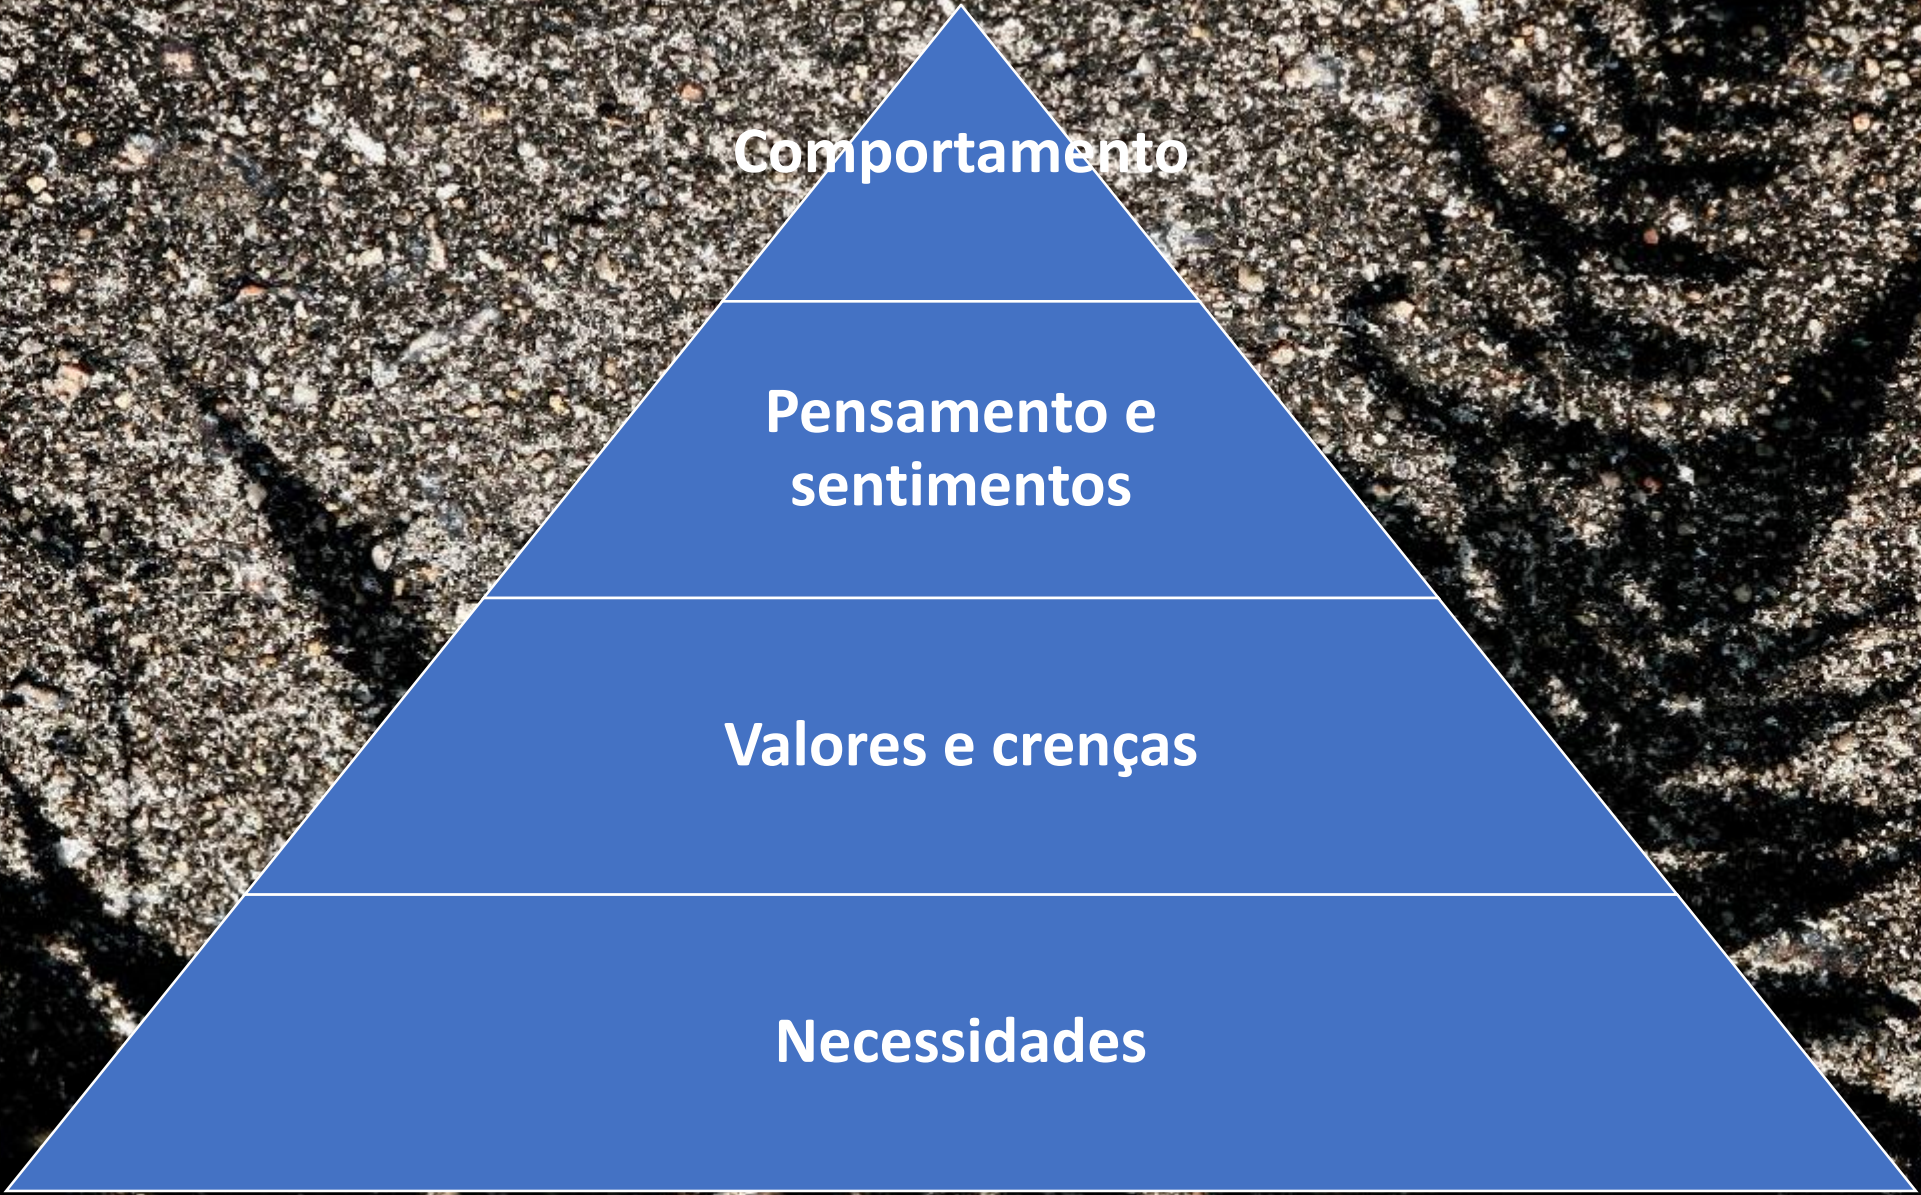 Comportamento
Pensamento e
sentimentos
Valores e crenças
Necessidades